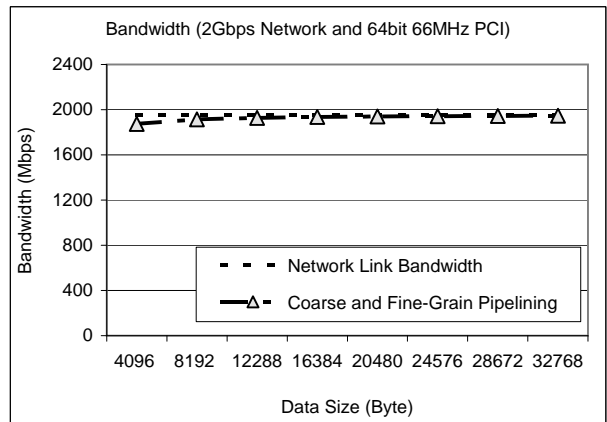 Bandwidth (2Gbps Network and 64bit 66MHz PCI)
2400
2000
1600
1200
800
400
0
Bandwidth (Mbps)
Network Link Bandwidth
Coarse and Fine-Grain Pipelining
4096 8192 12288 16384 20480 24576 28672 32768
Data Size (Byte)